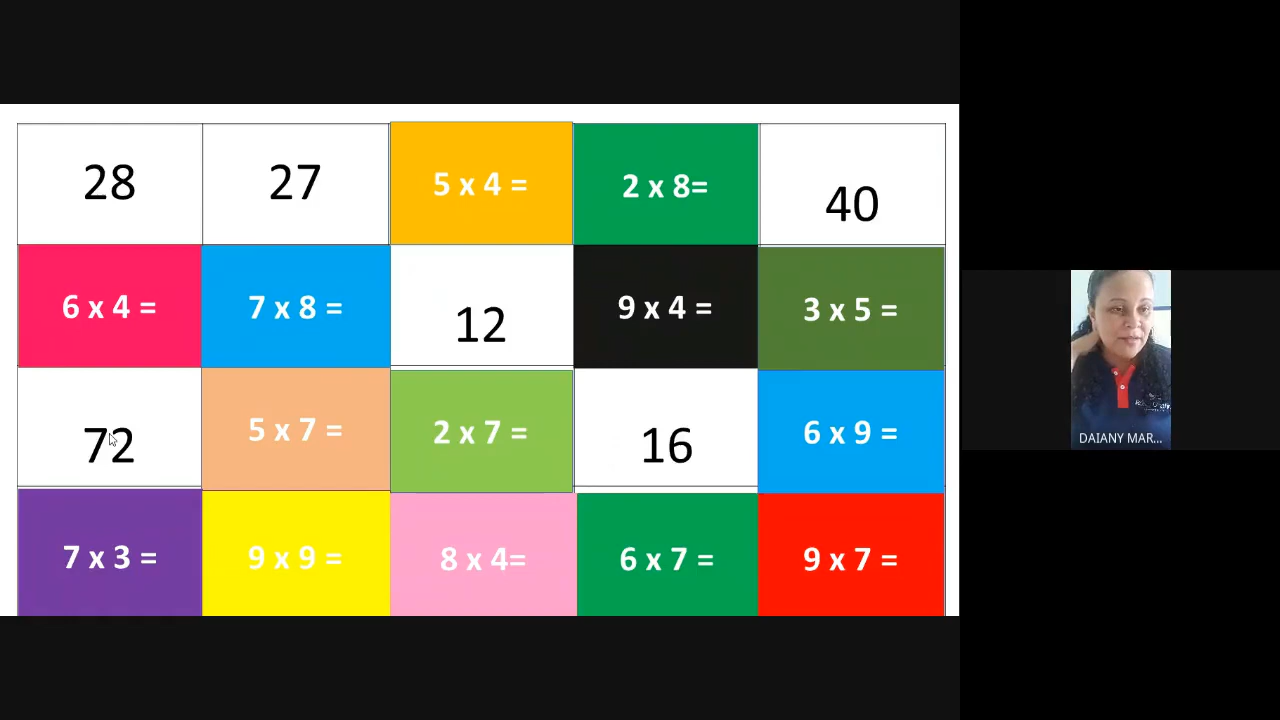 28 27 5 x 4 = 2 x 8= 40
6 x 4 = 7 x 8 = 12 9 x 4 = 3 x 5 =
72 5 x 7 = 2 x 7 = 16 6 x 9 =
7 x 3 = 9 x 9 = 8 x 4= 6 x 7 = 9 x 7 =
DAIANY MAR...